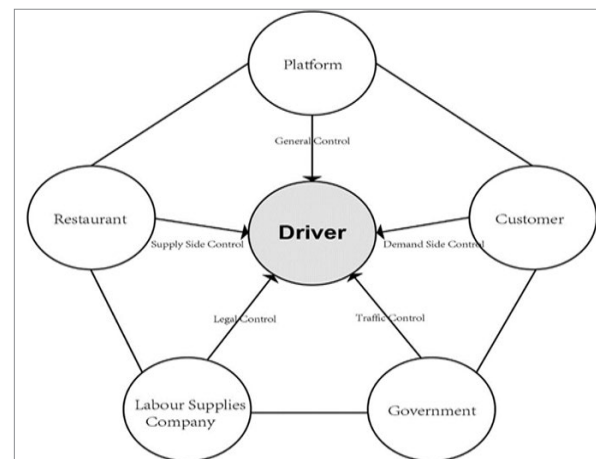 Platform
General Control
Restaurant
Driver
Customer
Supply Side Control
Demand Side Control
Legal Control
Traffic Control
Labour Supplies
Company
Government